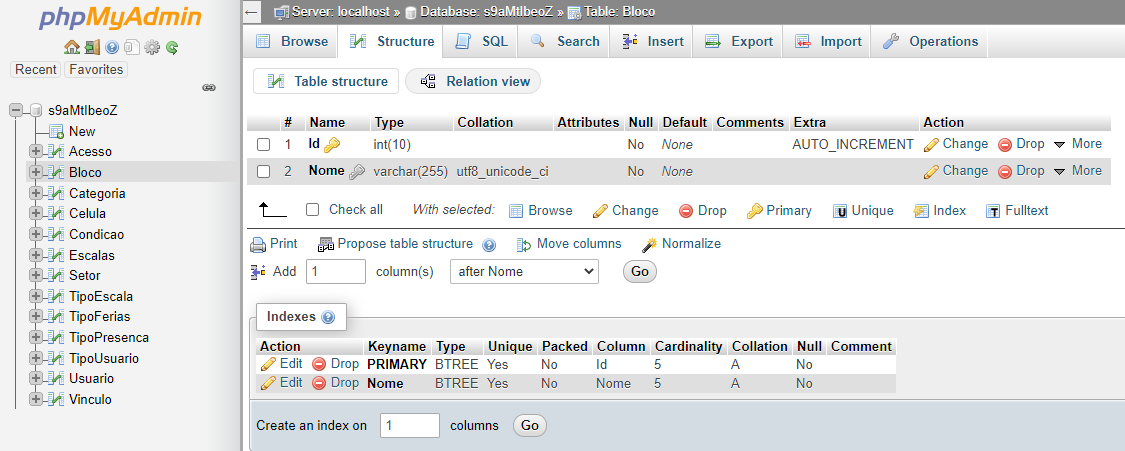 phpMyAdmin
Recent Favorites
s9aMtlbeoZ
New
Acesso
Bloco
Categoria
Celula
Condicao
Escalas
Setor
TipoEscala
TipoFerias
TipoPresenca
TipoUsuario
Usuario
Vinculo
Server: localhost » Database: s9aMtlbeoZ » Table: Bloco
Browse Structure SQL Search Insert Export Import Operations
Table structure Relation view
# Name Type Collation Attributes Null Default Comments Extra Action
1 Id int(10) No None AUTO_INCREMENT Change Drop More
2 Nome varchar(255) utf8_unicode_ci No None Change Drop More
Check all With selected: Browse Change Drop Primary Unique Index Fulltext
Print Propose table structure Move columns Normalize
Add 1 column(s) after Nome Go
Indexes
Action Keyname Type Unique Packed Column Cardinality Collation Null Comment
Edit Drop PRIMARY BTREE Yes No Id 5 A No
Edit Drop Nome BTREE Yes No Nome 5 A No
Create an index on 1 columns Go